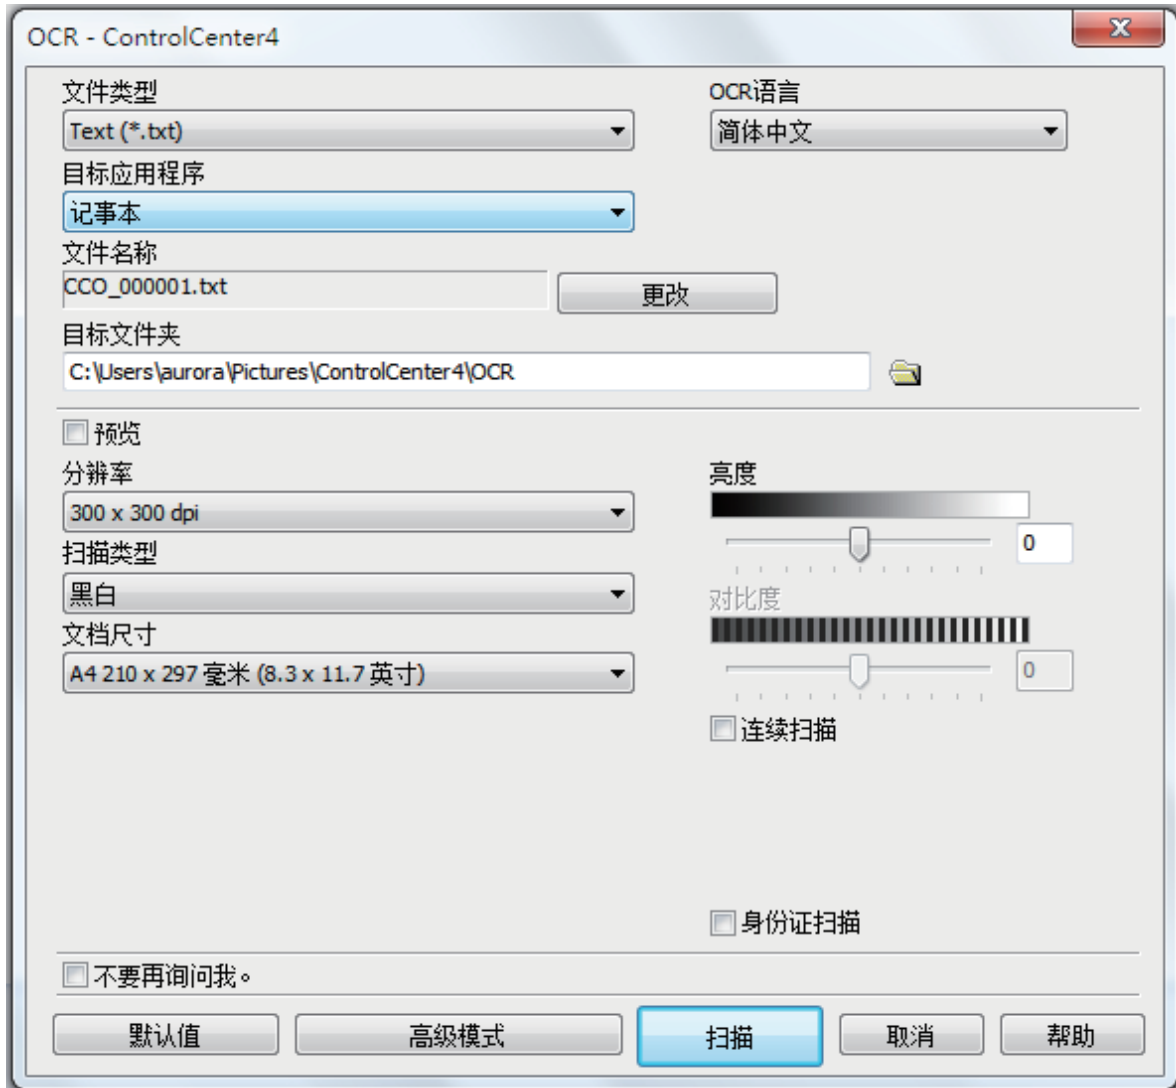 OCR - ControlCenter4
文件类型
Text (*.txt)
OCR语言
简体中文
目标应用程序
记事本
文件名称
CCO_000001.txt
更改
目标文件夹
C:\Users\aurora\Pictures\ControlCenter4\OCR
预览
分辨率
300 x 300 dpi
扫描类型
黑白
文档尺寸
A4 210 x 297 毫米 (8.3 x 11.7 英寸)
亮度
0
对比度
0
连续扫描
身份证扫描
不要再询问我。
默认值
高级模式
扫描
取消
帮助